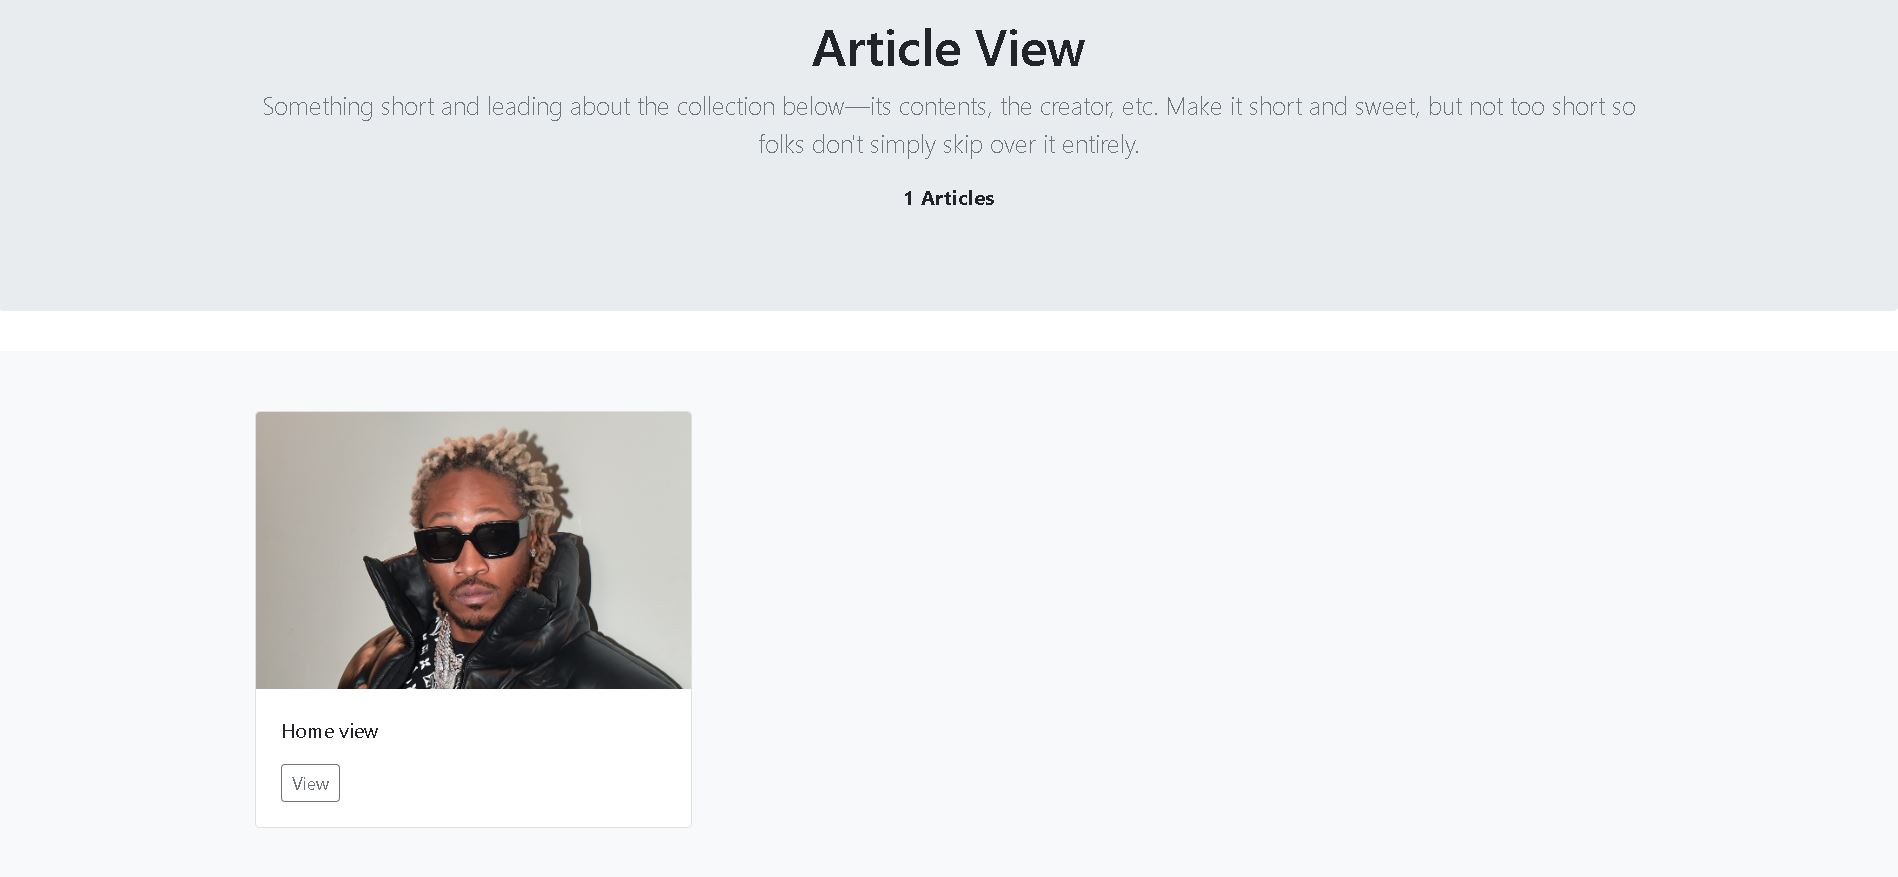 Article View
Something short and leading about the collection below—its contents, the creator, etc. Make it short and sweet, but not too short so
folks don't simply skip over it entirely.
1 Articles
Home view
View